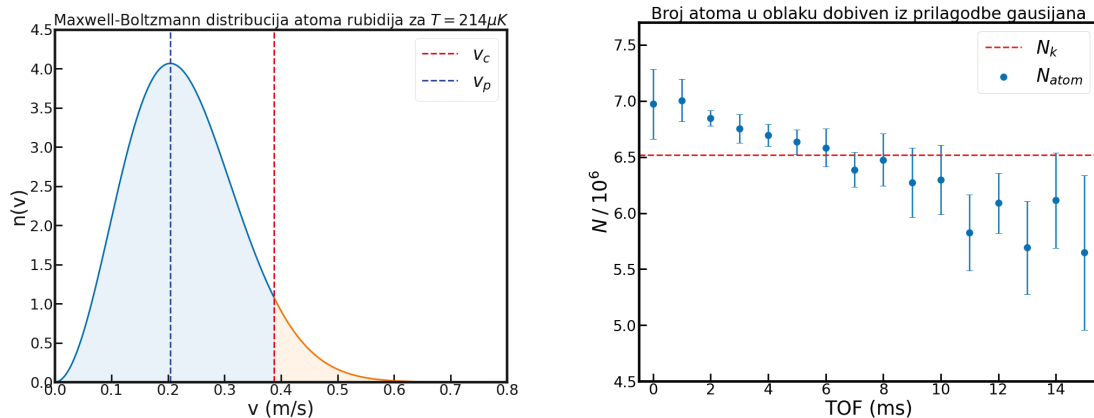 Maxwell-Boltzmann distribucija atoma rubidija za T = 214μK
n(v)
4.5
4.0
3.5
3.0
2.5
2.0
1.5
1.0
0.5
0.0
0.0 0.1 0.2 0.3 0.4 0.5 0.6 0.7 0.8
v (m/s)
v_c
v_p
Broj atoma u oblaku dobiven iz prilagodbe gausijana
N / 10^6
7.5
7.0
6.5
6.0
5.5
5.0
4.5
0 2 4 6 8 10 12 14
TOF (ms)
N_k
N_atom